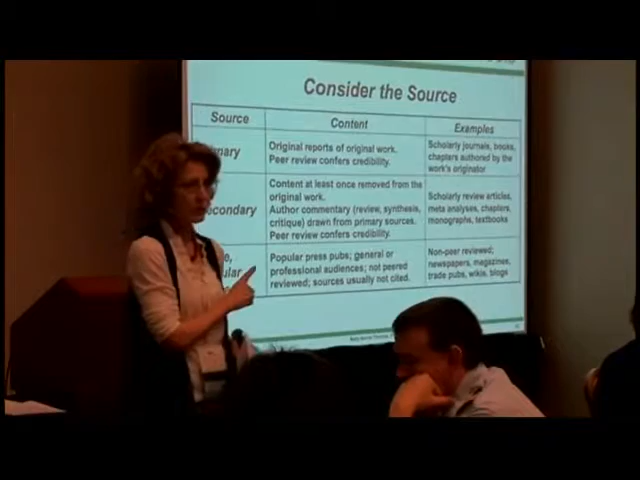 Consider the Source
Source Content Examples
Original reports of original work.
Peer review confers credibility.
Scholarly journals, books,
chapters authored by the
work's originator
Content at least once removed from the
original work.
Author commentary (review, synthesis,
critique) drawn from primary sources.
Peer review confers credibility.
Scholarly review articles,
meta analyses, chapters,
monographs, textbooks
Popular press pubs; general or
professional audiences; not peered
reviewed; sources usually not cited.
Non-peer reviewed;
newspapers, magazines,
trade pubs, wikis, blogs